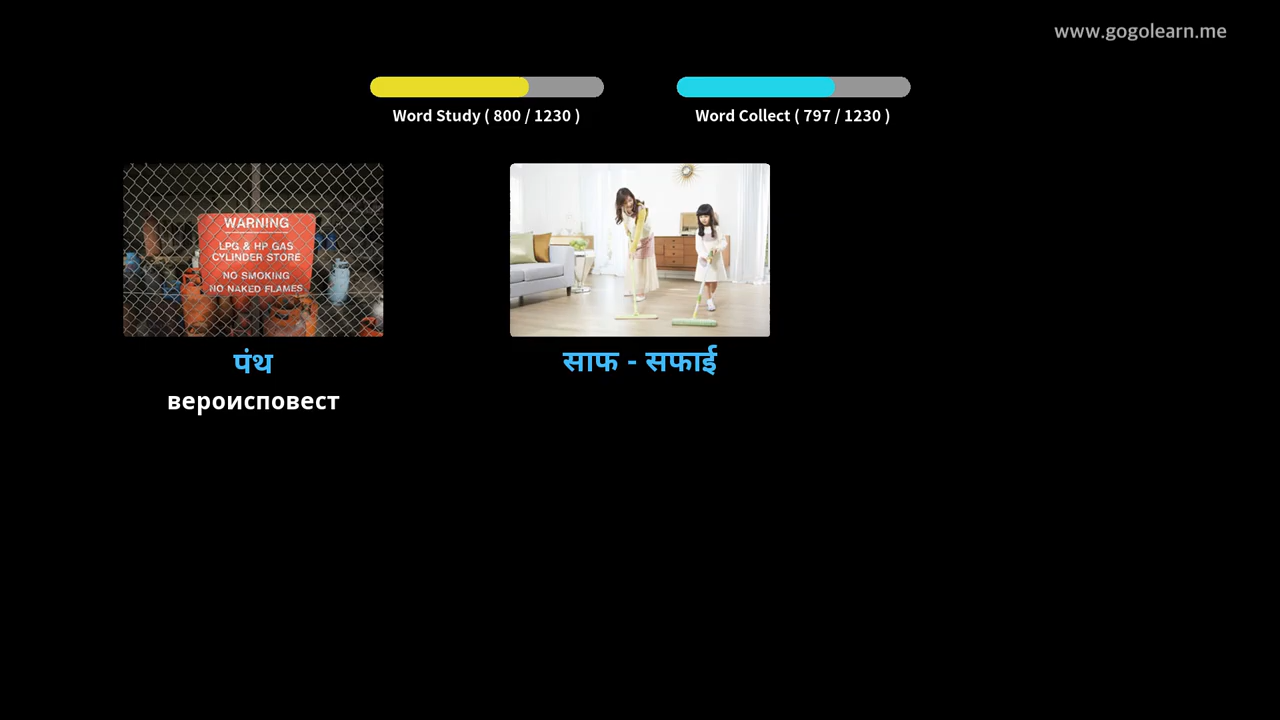 www.gogolearn.me
Word Study ( 800 / 1230 )
Word Collect ( 797 / 1230 )
WARNING
LPG & HP GAS
CYLINDER STORE
NO SMOKING
NO NAKED FLAMES
पंथ
साफ - सफाई
вероисповест